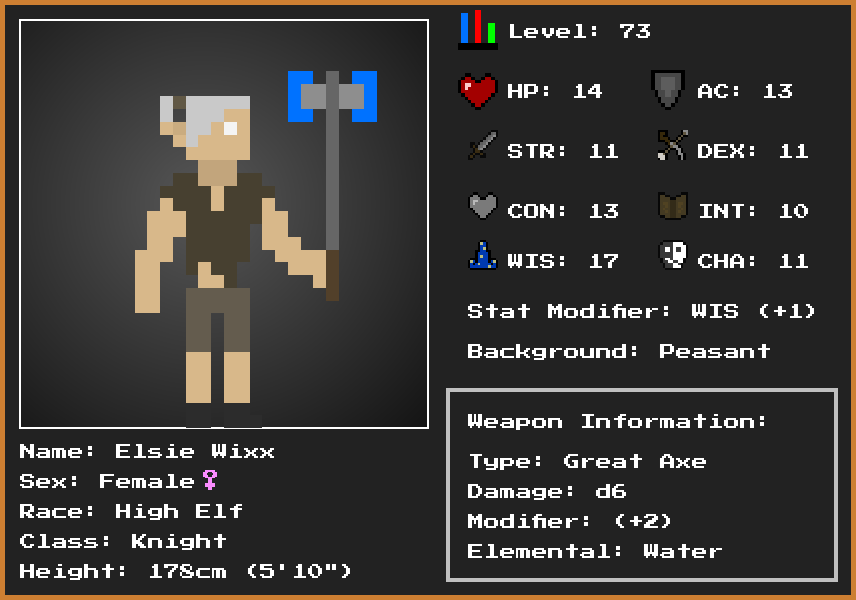 Level: 73
HP: 14 AC: 13
STR: 11 DEX: 11
CON: 13 INT: 10
WIS: 17 CHA: 11
Stat Modifier: WIS (+1)
Background: Peasant
Weapon Information:
Type: Great Axe
Damage: d6
Modifier: (+2)
Elemental: Water
Name: Elsie Wixx
Sex: Female♀
Race: High Elf
Class: Knight
Height: 178cm (5'10")